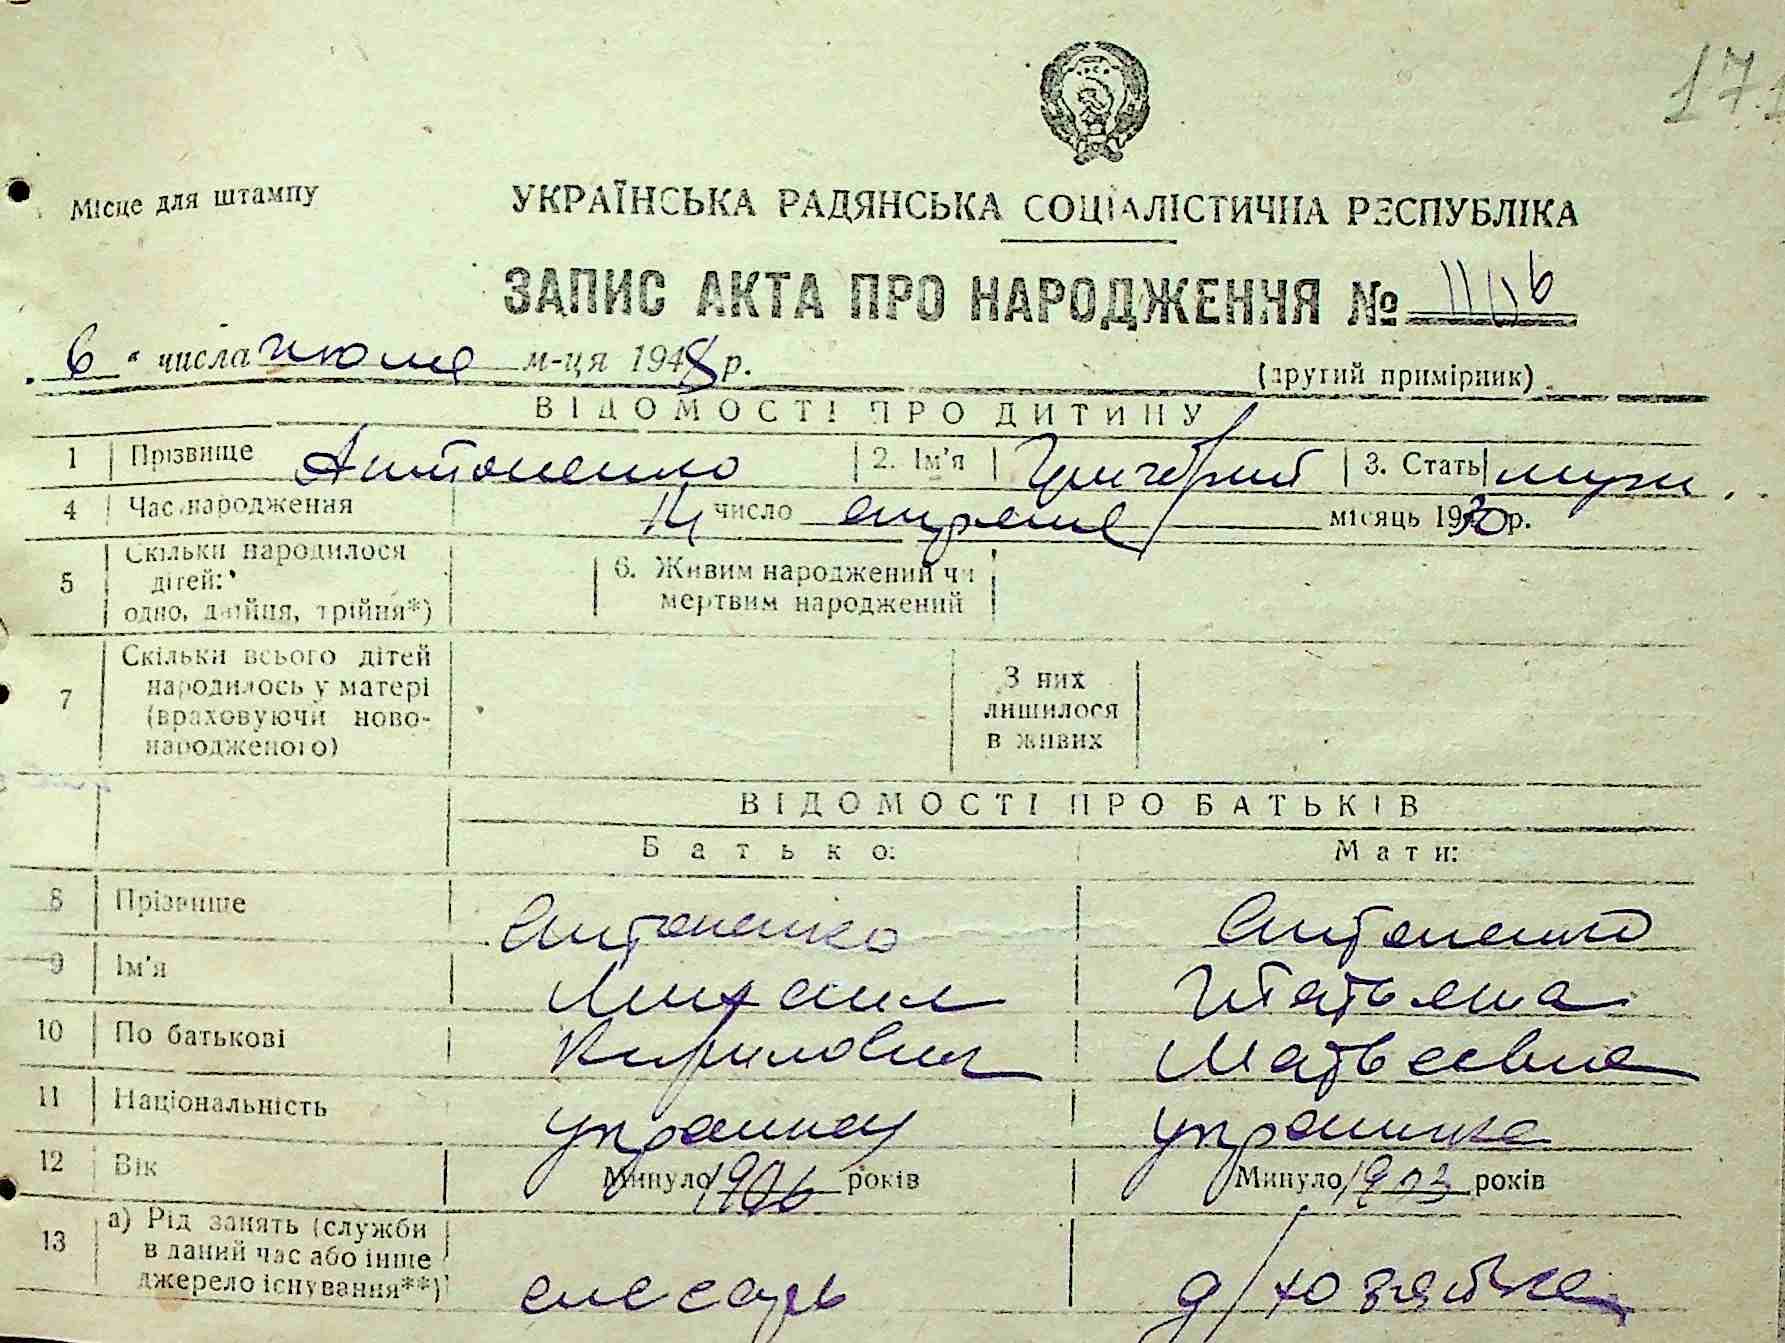 171
Місце для штампу
УКРАЇНСЬКА РАДЯНСЬКА СОЦІАЛІСТИЧНА РЕСПУБЛІКА
ЗАПИС АКТА ПРО НАРОДЖЕННЯ №
„6“ числа июля м-ця 1948 р.
(другий примірник)
ВІДОМОСТІ ПРО ДИТИНУ
1 Прізвище Антоненко 2. Ім'я Григорий 3. Стать муж.
4 Час народження 14 число апреля місяць 1930 р.
5 Скільки народилося дітей: одно, двійня, трійня*) 6. Живим народжений чи мертвим народжений
7 Скільки всього дітей народилось у матері (враховуючи ново-народженого) З них лишилося в живих
ВІДОМОСТІ ПРО БАТЬКІВ
Батько: Мати:
8 Прізвище Антоненко Антоненко
9 Ім'я Михаил Татьяна
10 По батькові Кирилович Матвеевна
11 Національність украинец украинка
12 Вік Минуло 1906 років Минуло 1903 років
13 а) Рід занять (служби в даний час або інше джерело існування**) слесарь д/хозяйка